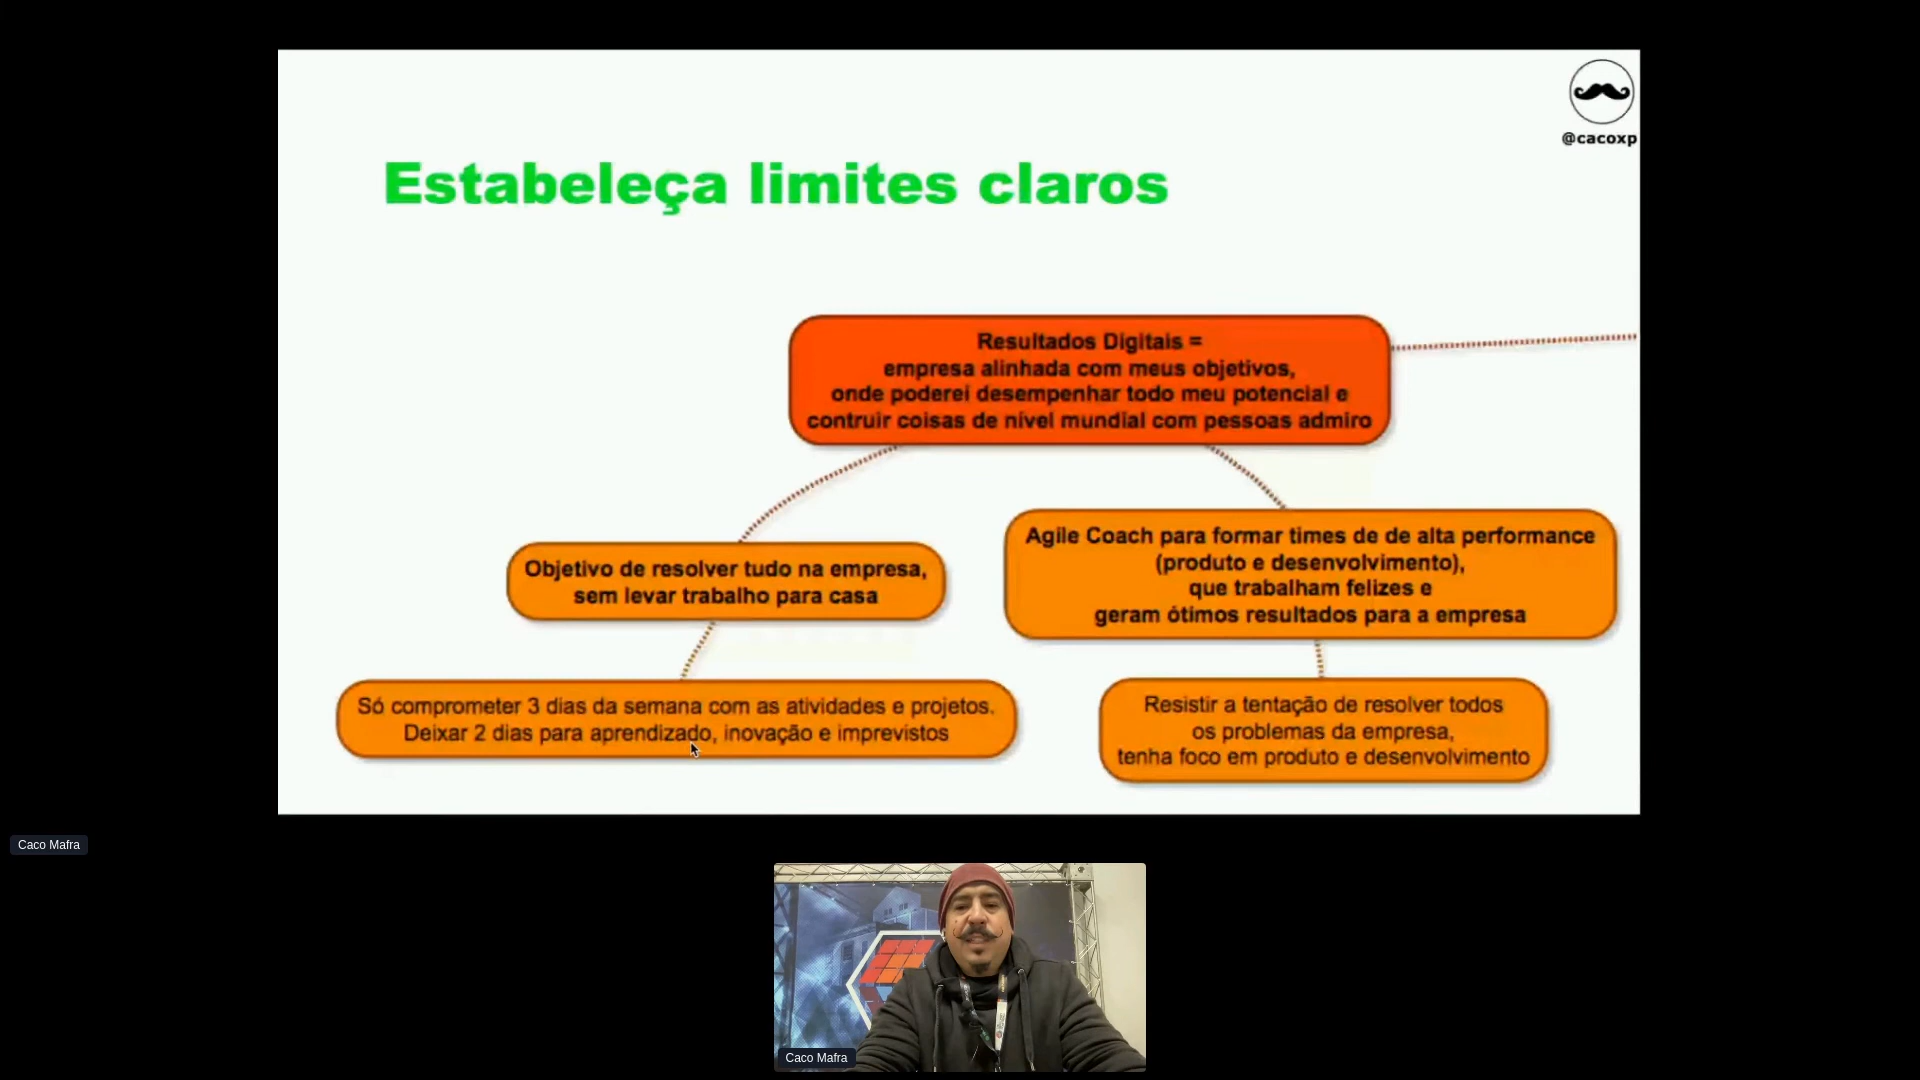 @cacoxp
Estabeleça limites claros
Resultados Digitais =
empresa alinhada com meus objetivos,
onde poderei desempenhar todo meu potencial e
contruir coisas de nível mundial com pessoas admiro
Objetivo de resolver tudo na empresa,
sem levar trabalho para casa
Agile Coach para formar times de de alta performance
(produto e desenvolvimento),
que trabalham felizes e
geram ótimos resultados para a empresa
Só comprometer 3 dias da semana com as atividades e projetos.
Deixar 2 dias para aprendizado, inovação e imprevistos
Resistir a tentação de resolver todos
os problemas da empresa,
tenha foco em produto e desenvolvimento
Caco Mafra
Caco Mafra